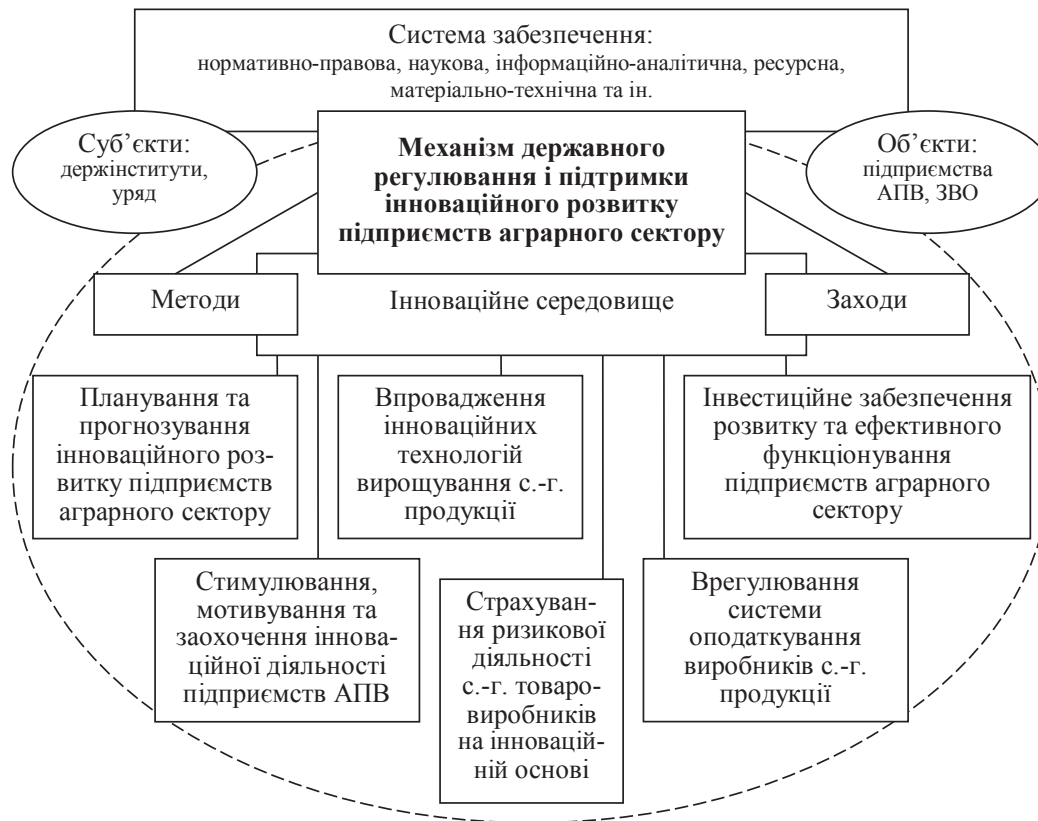 Система забезпечення:
нормативно-правова, наукова, інформаційно-аналітична, ресурсна,
матеріально-технічна та ін.
Суб’єкти:
держінститути,
уряд
Механізм державного
регулювання і підтримки
інноваційного розвитку
підприємств аграрного сектору
Об’єкти:
підприємства
АПВ, ЗВО
Методи
Інноваційне середовище
Заходи
Планування та
прогнозування
інноваційного роз-
витку підприємств
аграрного сектору
Впровадження
інноваційних
технологій
вирощування с.-г.
продукції
Інвестиційне забезпечення
розвитку та ефективного
функціонування
підприємств аграрного
сектору
Стимулювання,
мотивування та
заохочення іннова-
ційної діяльності
підприємств АПВ
Страхуван-
ня ризикової
діяльності
с.-г. товаро-
виробників
на інновацій-
ній основі
Врегулювання
системи
оподаткування
виробників с.-г.
продукції